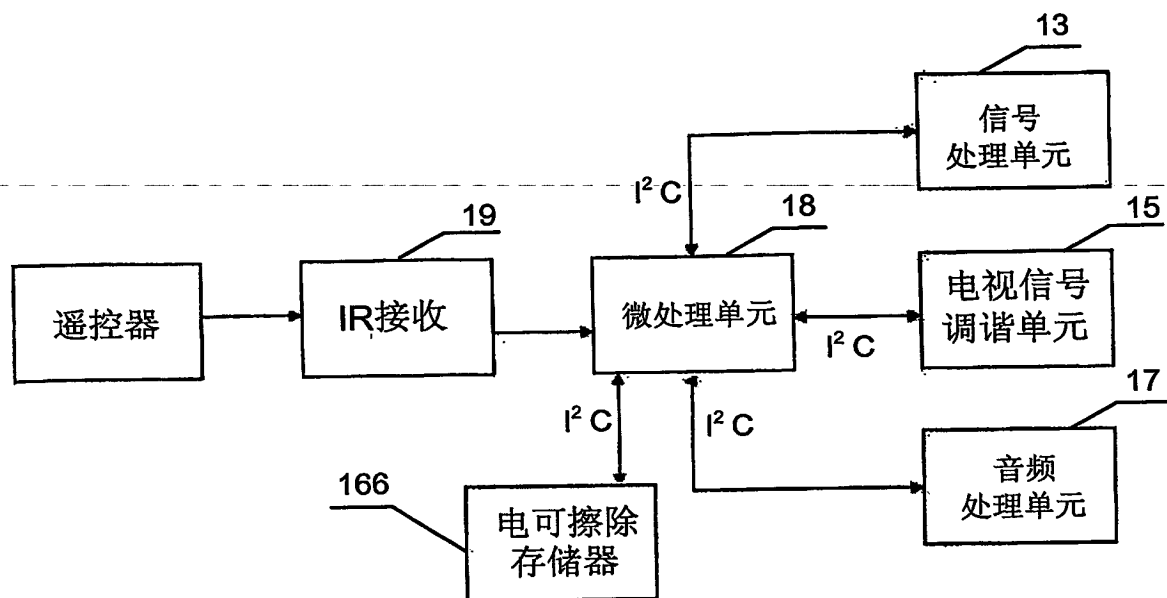 13
信号
处理单元
I² C
19
18
15
遥控器
IR接收
微处理单元
I² C
电视信号
调谐单元
I² C
I² C
17
166
电可擦除
存储器
音频
处理单元